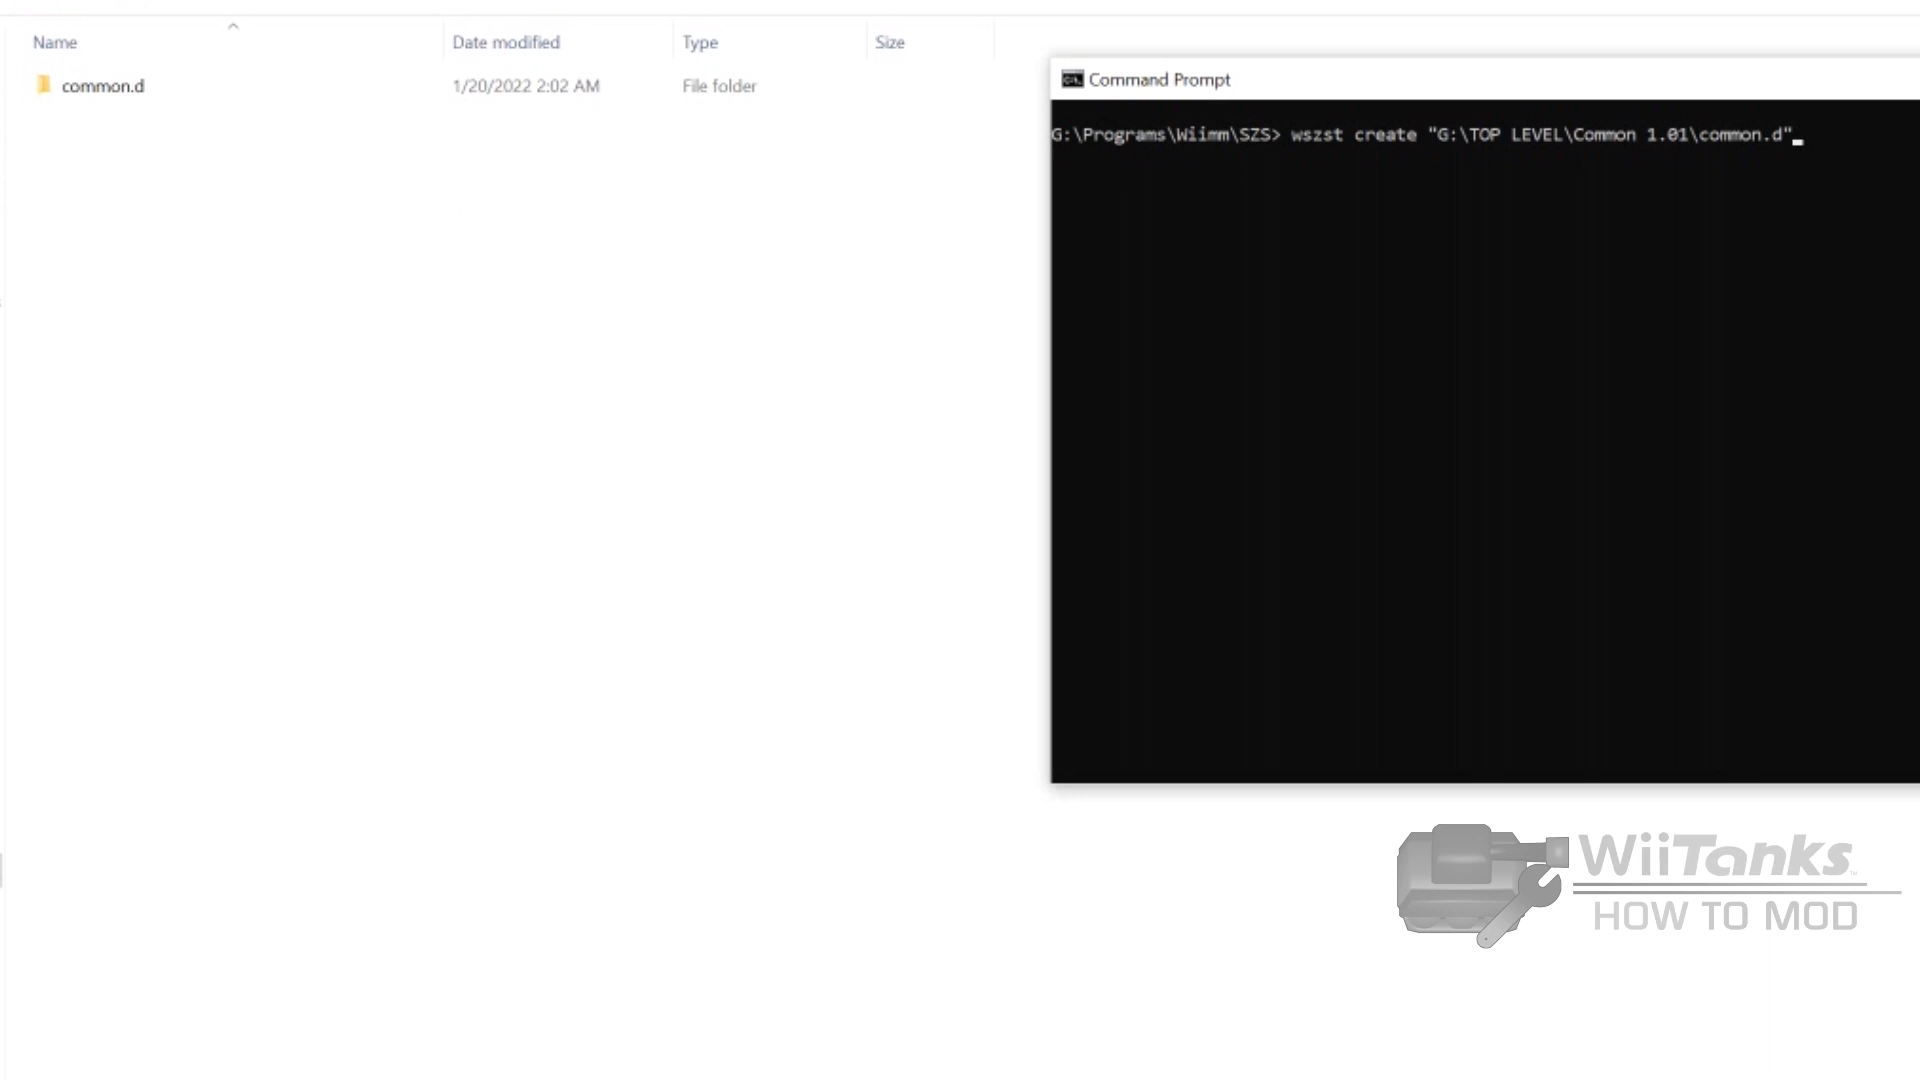 Name Date modified Type Size
common.d 1/20/2022 2:02 AM File folder
Command Prompt
G:\Programs\Wiimm\SZS> wszst create "G:\TOP LEVEL\Common 1.01\common.d"
WiiTanks
HOW TO MOD